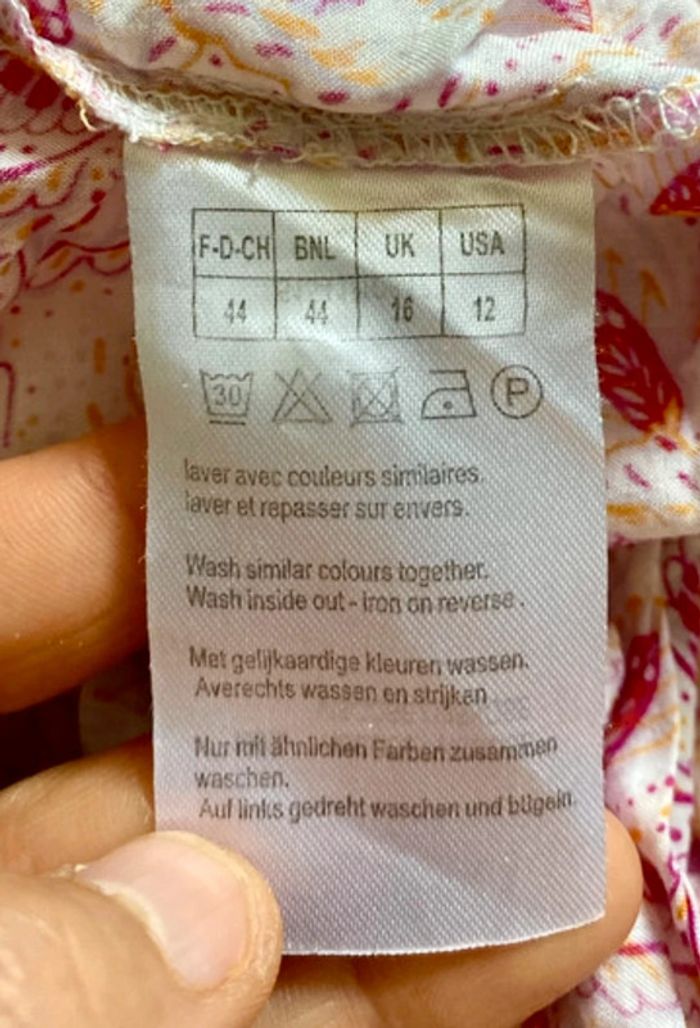 F-D-CH BNL UK USA
44 44 16 12
30 P
laver avec couleurs similaires.
laver et repasser sur envers.
Wash similar colours together.
Wash inside out - iron on reverse.
Met gelijkaardige kleuren wassen.
Averechts wassen en strijken
Nur mit ähnlichen Farben zusammen
waschen.
Auf links gedreht waschen und bügeln.